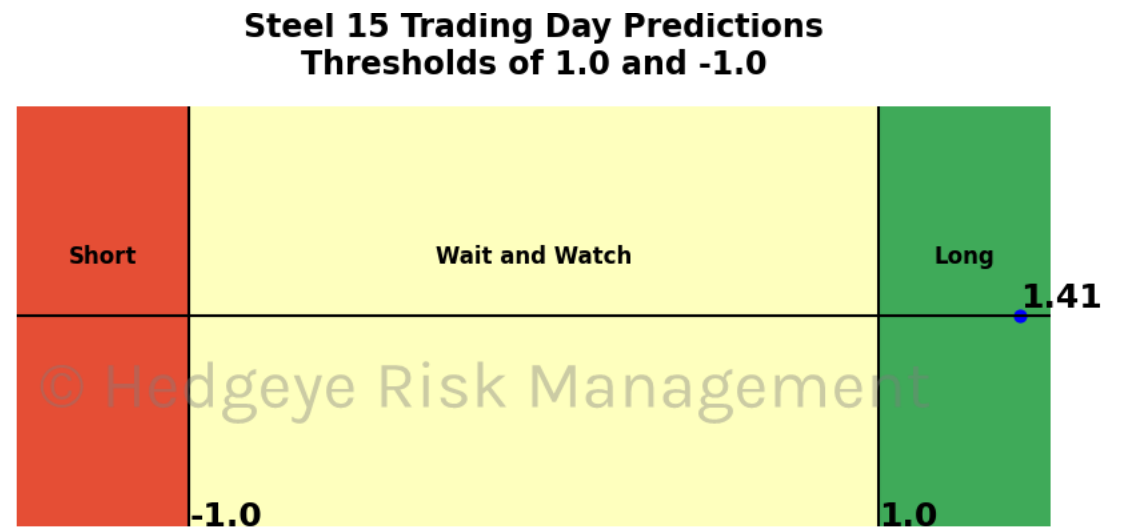 Steel 15 Trading Day Predictions
Thresholds of 1.0 and -1.0
Short
Wait and Watch
Long
1.41
© Hedgeye Risk Management
-1.0
1.0